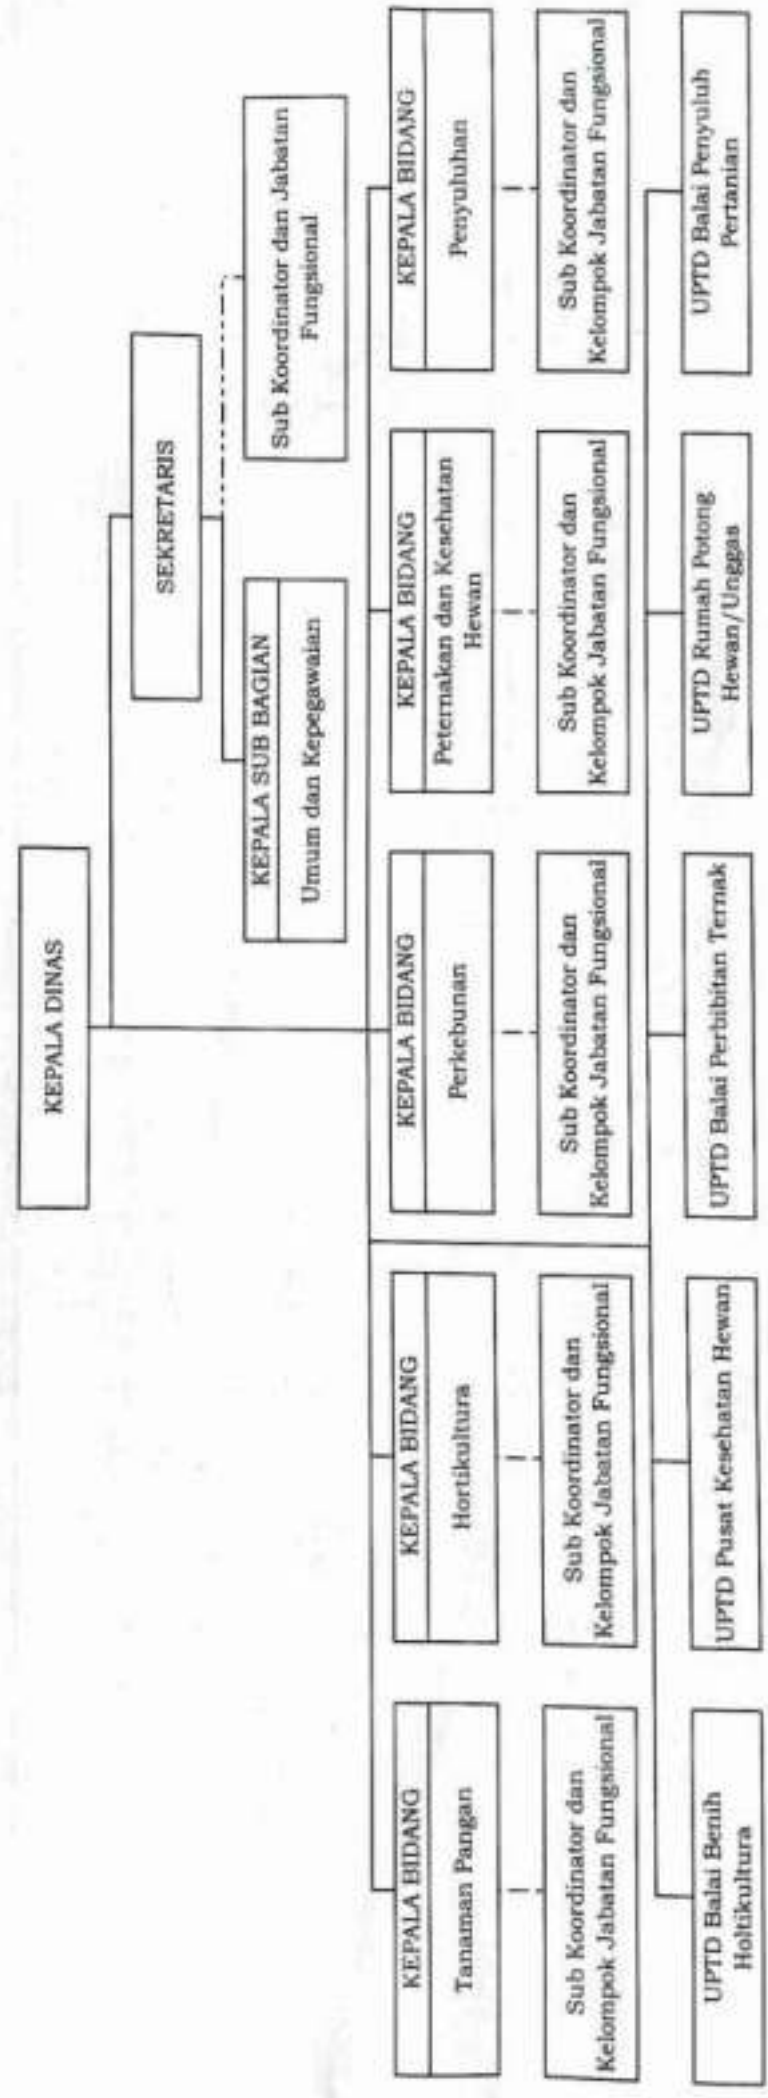 KEPALA DINAS
SEKRETARIS
KEPALA SUB BAGIAN
Umum dan Kepegawaian
Sub Koordinator dan Jabatan
Fungsional
KEPALA BIDANG
Tanaman Pangan
KEPALA BIDANG
Hortikultura
KEPALA BIDANG
Perkebunan
KEPALA BIDANG
Peternakan dan Kesehatan
Hewan
KEPALA BIDANG
Penyuluhan
Sub Koordinator dan
Kelompok Jabatan Fungsional
Sub Koordinator dan
Kelompok Jabatan Fungsional
Sub Koordinator dan
Kelompok Jabatan Fungsional
Sub Koordinator dan
Kelompok Jabatan Fungsional
Sub Koordinator dan
Kelompok Jabatan Fungsional
UPTD Balai Benih
Holtikultura
UPTD Pusat Kesehatan Hewan
UPTD Balai Perbibitan Ternak
UPTD Rumah Potong
Hewan/Unggas
UPTD Balai Penyuluh
Pertanian